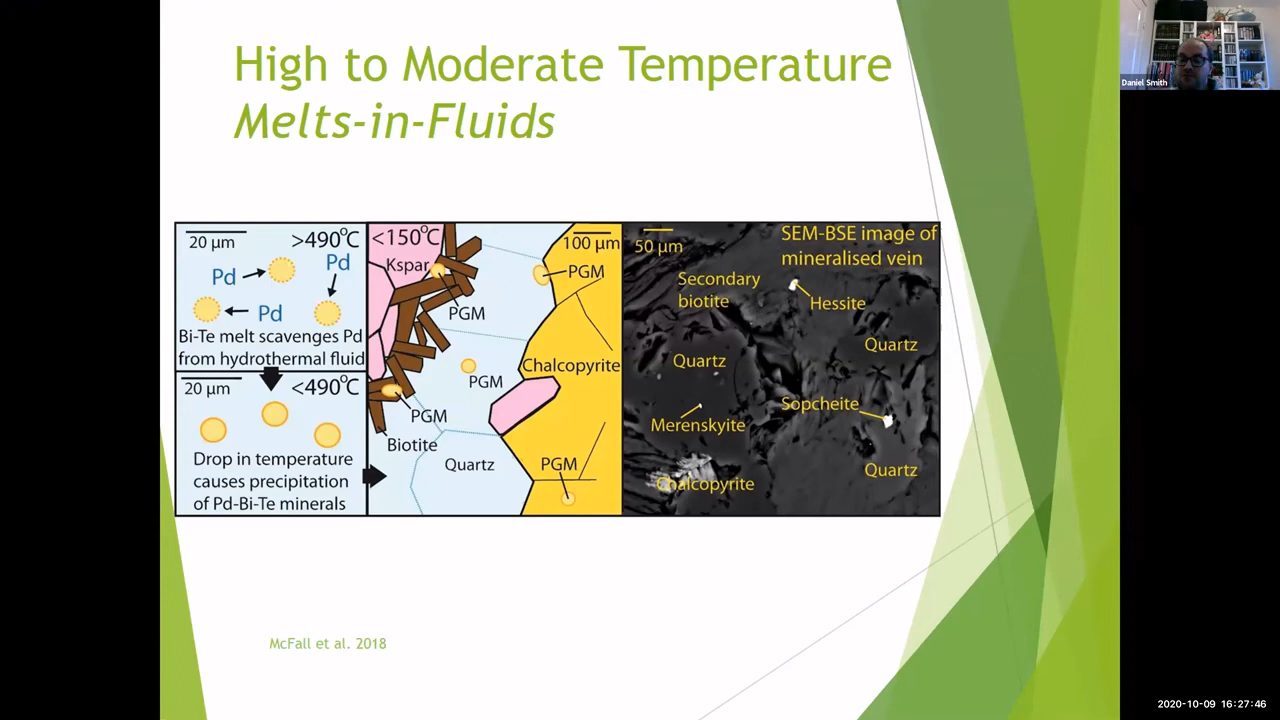 High to Moderate Temperature
Melts-in-Fluids
Daniel Smith
20 µm
>490°C
Pd
Pd
Pd
Bi-Te melt scavenges Pd
from hydrothermal fluid
20 µm
<490°C
Drop in temperature
causes precipitation
of Pd-Bi-Te minerals
<150°C
Kspar
100 µm
PGM
PGM
Chalcopyrite
PGM
PGM
Biotite
Quartz
PGM
50 µm
SEM-BSE image of
mineralised vein
Secondary
biotite
Hessite
Quartz
Quartz
Sopcheite
Merenskyite
Quartz
Chalcopyrite
McFall et al. 2018
2020-10-09 16:27:46